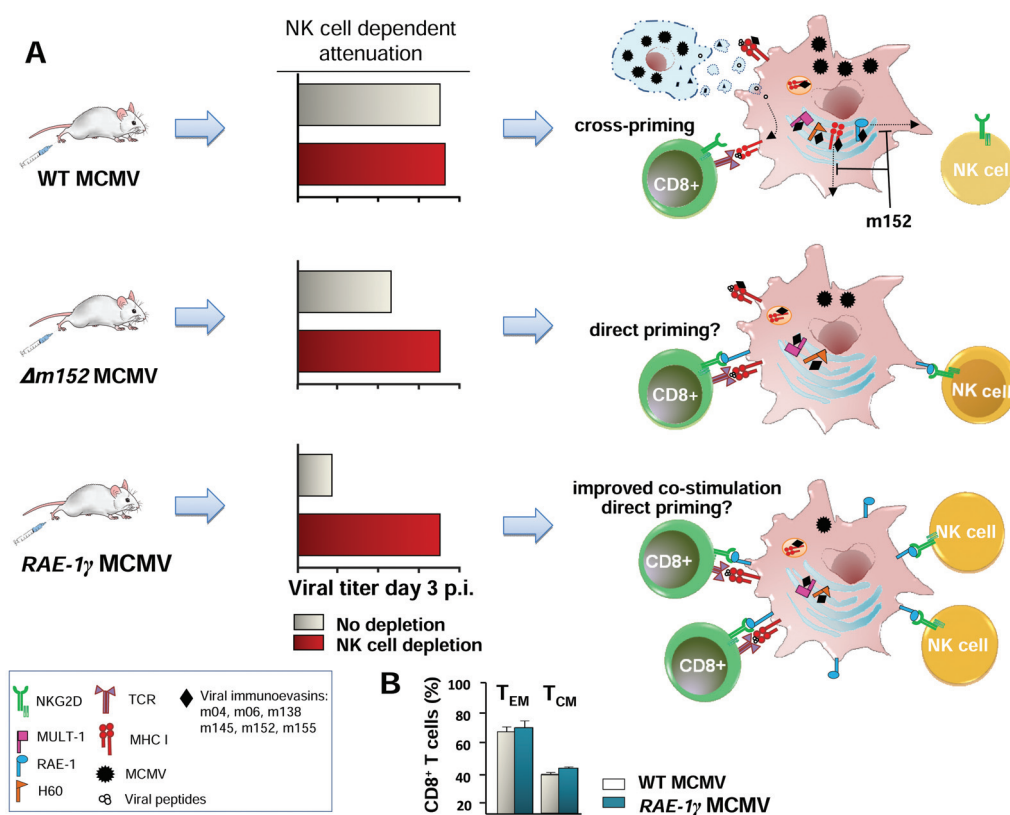 A
NK cell dependent
attenuation
WT MCMV
cross-priming
CD8+
NK cell
m152
Δm152 MCMV
direct priming?
CD8+
NK cell
RAE-1γ MCMV
improved co-stimulation
direct priming?
CD8+
NK cell
CD8+
NK cell
Viral titer day 3 p.i.
No depletion
NK cell depletion
NKG2D
MULT-1
RAE-1
H60
TCR
MHC I
MCMV
Viral peptides
Viral immunoevasins:
m04, m06, m138
m145, m152, m155
B
CD8⁺ T cells (%)
100
80
60
40
20
TEM
TCM
WT MCMV
RAE-1γ MCMV